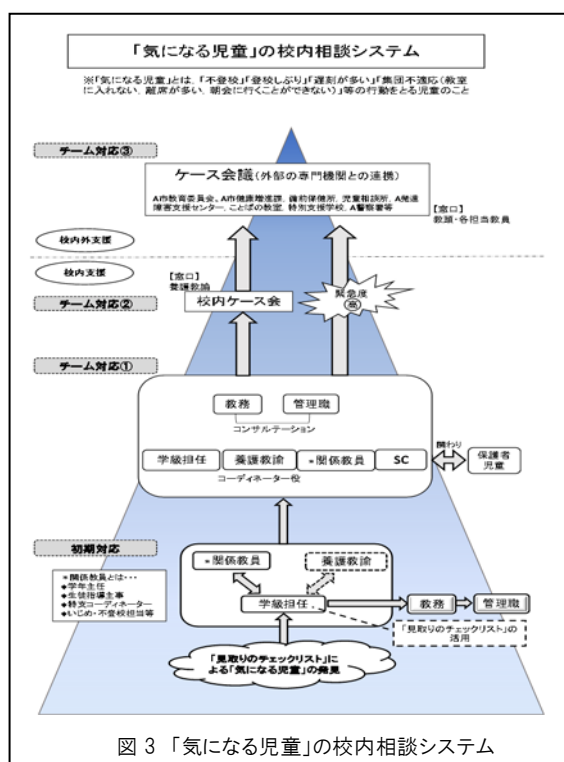 「気になる児童」の校内相談システム
※「気になる児童」とは、「不登校」「登校しぶり」「遅刻が多い」「集団不適応(教室
に入れない、離席が多い、朝会に行くことができない)」等の行動をとる児童のこと
チーム対応③
ケース会議(外部の専門機関との連携)
A市教育委員会、A市健康増進課、備前保健所、児童相談所、A発達
障害支援センター、ことばの教室、特別支援学校、A警察署等
【窓口】
教頭・各担当教員
校内外支援
校内支援
【窓口】
養護教諭
チーム対応②
校内ケース会
緊急度
高
チーム対応①
教務
管理職
コンサルテーション
学級担任
養護教諭
*関係教員
SC
コーディネーター役
関わり
保護者
児童
初期対応
*関係教員
養護教諭
*関係教員とは・・・
◆学年主任
◆生徒指導主事
◆特支コーディネーター
◆いじめ・不登校担当等
学級担任
教務
管理職
「見取りのチェックリスト」の
活用
「見取りのチェックリスト」に
よる「気になる児童」の発見
図 3 「気になる児童」の校内相談システム